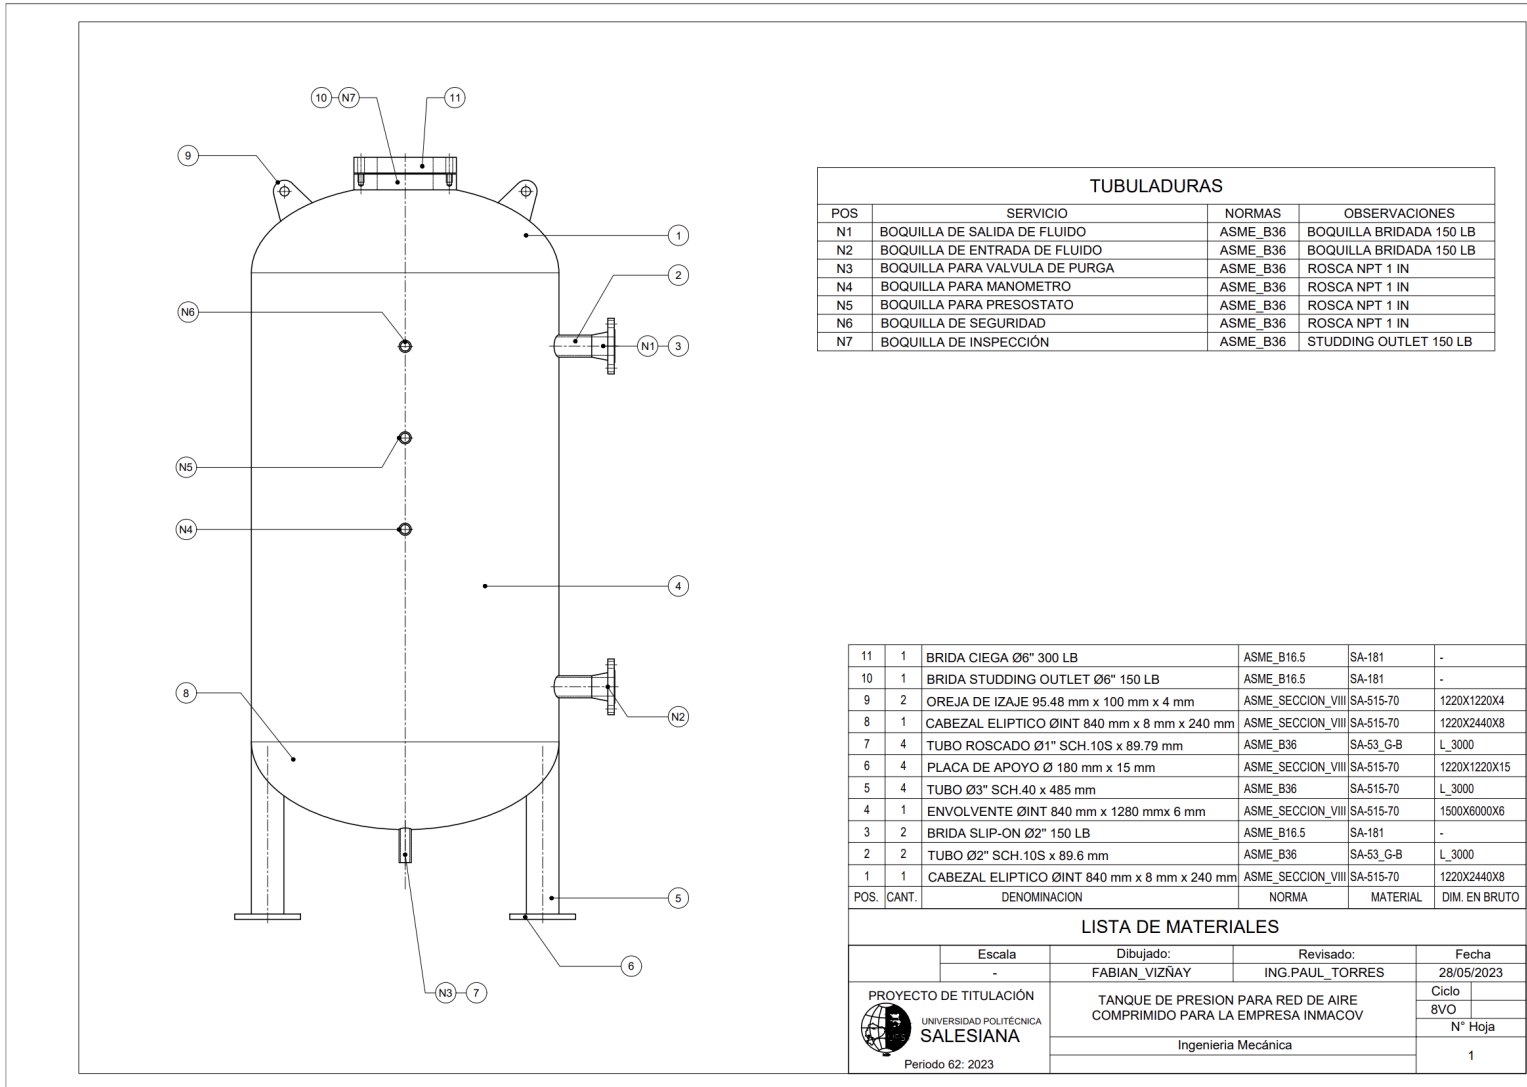 10 N7 11
9
1
2
N6
N1 3
N5
N4
4
8
N2
5
6
N3 7
TUBULADURAS
POS SERVICIO NORMAS OBSERVACIONES
N1 BOQUILLA DE SALIDA DE FLUIDO ASME_B36 BOQUILLA BRIDADA 150 LB
N2 BOQUILLA DE ENTRADA DE FLUIDO ASME_B36 BOQUILLA BRIDADA 150 LB
N3 BOQUILLA PARA VALVULA DE PURGA ASME_B36 ROSCA NPT 1 IN
N4 BOQUILLA PARA MANOMETRO ASME_B36 ROSCA NPT 1 IN
N5 BOQUILLA PARA PRESOSTATO ASME_B36 ROSCA NPT 1 IN
N6 BOQUILLA DE SEGURIDAD ASME_B36 ROSCA NPT 1 IN
N7 BOQUILLA DE INSPECCIÓN ASME_B36 STUDDING OUTLET 150 LB
11 1 BRIDA CIEGA Ø6" 300 LB ASME_B16.5 SA-181 -
10 1 BRIDA STUDDING OUTLET Ø6" 150 LB ASME_B16.5 SA-181 -
9 2 OREJA DE IZAJE 95.48 mm x 100 mm x 4 mm ASME_SECCION_VIII SA-515-70 1220X1220X4
8 1 CABEZAL ELIPTICO ØINT 840 mm x 8 mm x 240 mm ASME_SECCION_VIII SA-515-70 1220X2440X8
7 4 TUBO ROSCADO Ø1" SCH.10S x 89.79 mm ASME_B36 SA-53_G-B L_3000
6 4 PLACA DE APOYO Ø 180 mm x 15 mm ASME_SECCION_VIII SA-515-70 1220X1220X15
5 4 TUBO Ø3" SCH.40 x 485 mm ASME_B36 SA-515-70 L_3000
4 1 ENVOLVENTE ØINT 840 mm x 1280 mmx 6 mm ASME_SECCION_VIII SA-515-70 1500X6000X6
3 2 BRIDA SLIP-ON Ø2" 150 LB ASME_B16.5 SA-181 -
2 2 TUBO Ø2" SCH.10S x 89.6 mm ASME_B36 SA-53_G-B L_3000
1 1 CABEZAL ELIPTICO ØINT 840 mm x 8 mm x 240 mm ASME_SECCION_VIII SA-515-70 1220X2440X8
POS. CANT. DENOMINACION NORMA MATERIAL DIM. EN BRUTO
LISTA DE MATERIALES
Escala Dibujado: Revisado: Fecha
- FABIAN_VIZÑAY ING.PAUL_TORRES 28/05/2023
PROYECTO DE TITULACIÓN
UNIVERSIDAD POLITÉCNICA
SALESIANA
Periodo 62: 2023
TANQUE DE PRESION PARA RED DE AIRE
COMPRIMIDO PARA LA EMPRESA INMACOV
Ingenieria Mecánica
Ciclo
8VO
N° Hoja
1